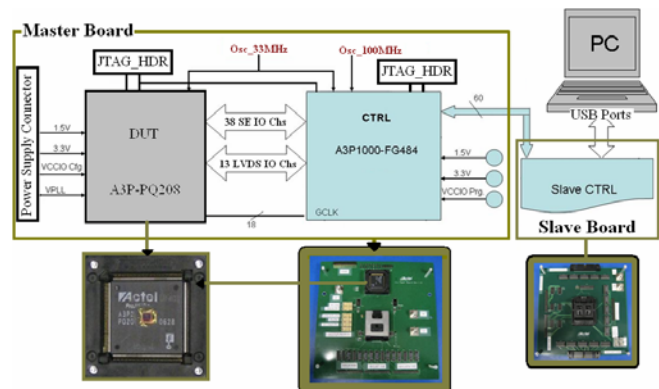 Master Board
Osc_33MHz
Osc_100MHz
PC
JTAG_HDR
JTAG_HDR
USB Ports
Power Supply Connector
1.5V
3.3V
VCCIO Cfg
VPLL
DUT
A3P-PQ208
38 SE IO Chs
13 LVDS IO Chs
18
CTRL
A3P1000-FG484
GCLK
60
1.5V
3.3V
VCCIO Prg.
Slave CTRL
Slave Board
Actel